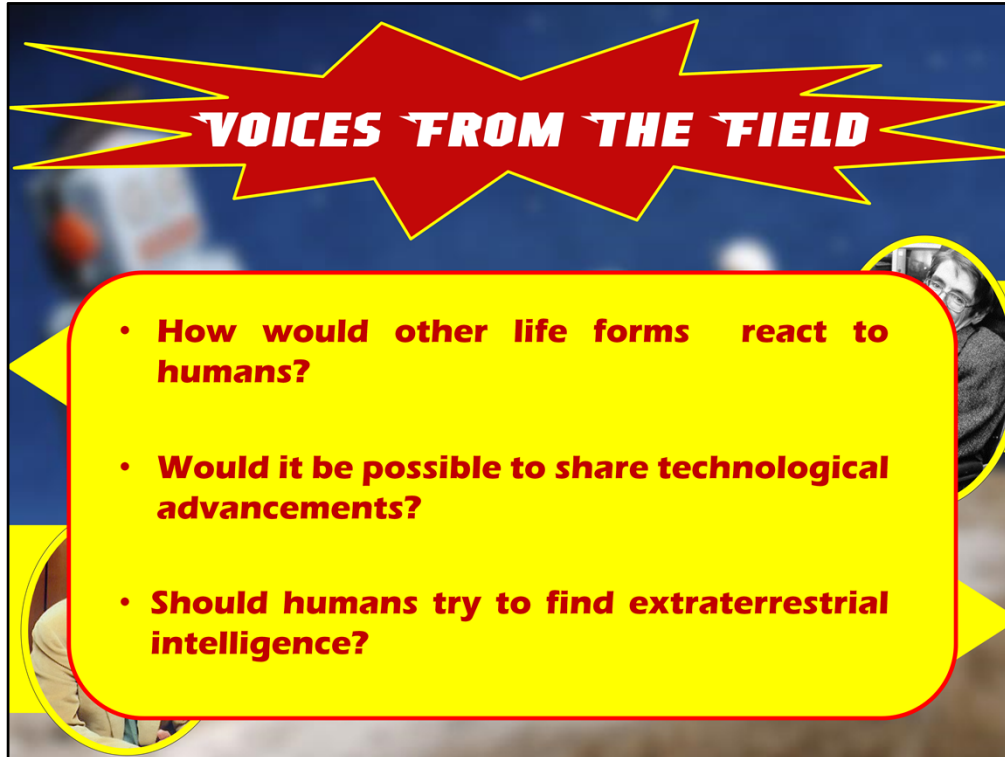 VOICES FROM THE FIELD
• How would other life forms react to
humans?
• Would it be possible to share technological
advancements?
• Should humans try to find extraterrestrial
intelligence?